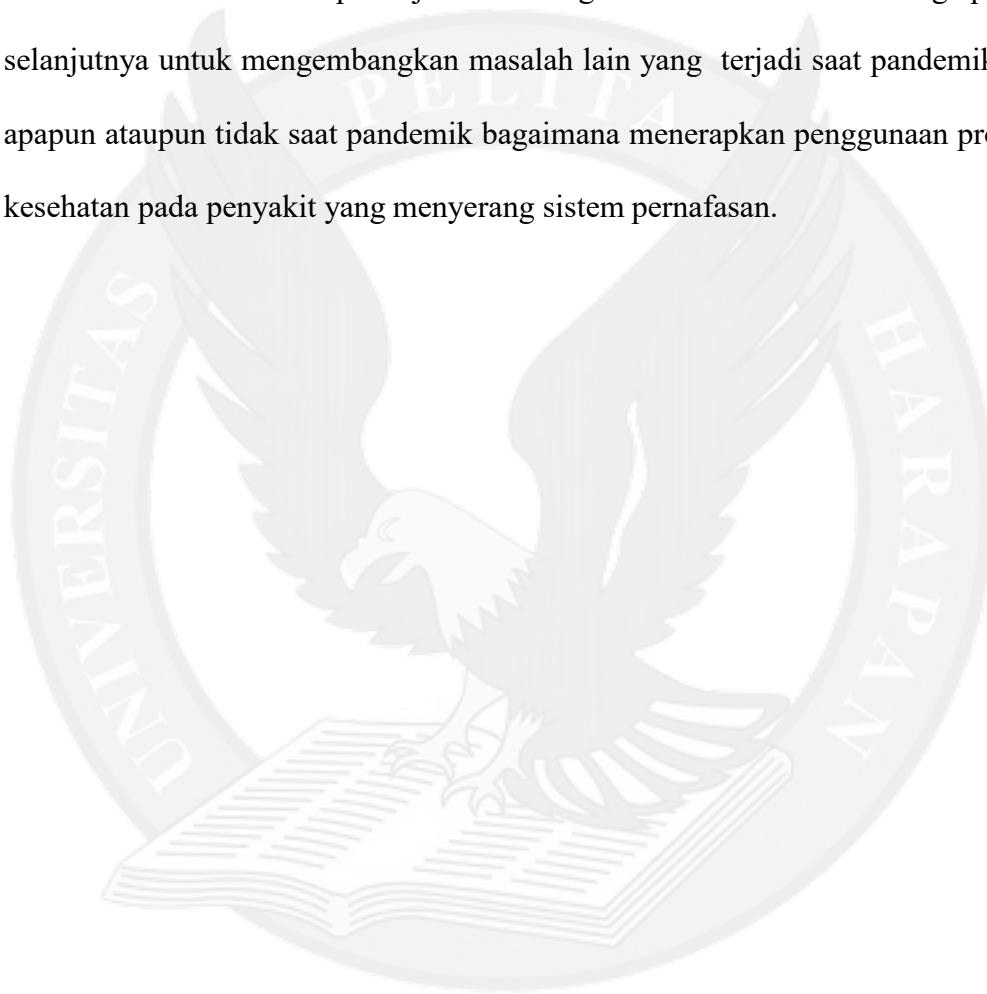 selanjutnya untuk mengembangkan masalah lain yang terjadi saat pandemik
apapun ataupun tidak saat pandemik bagaimana menerapkan penggunaan
kesehatan pada penyakit yang menyerang sistem pernafasan.
PELITA
UNIVERSITAS
HARAPAN